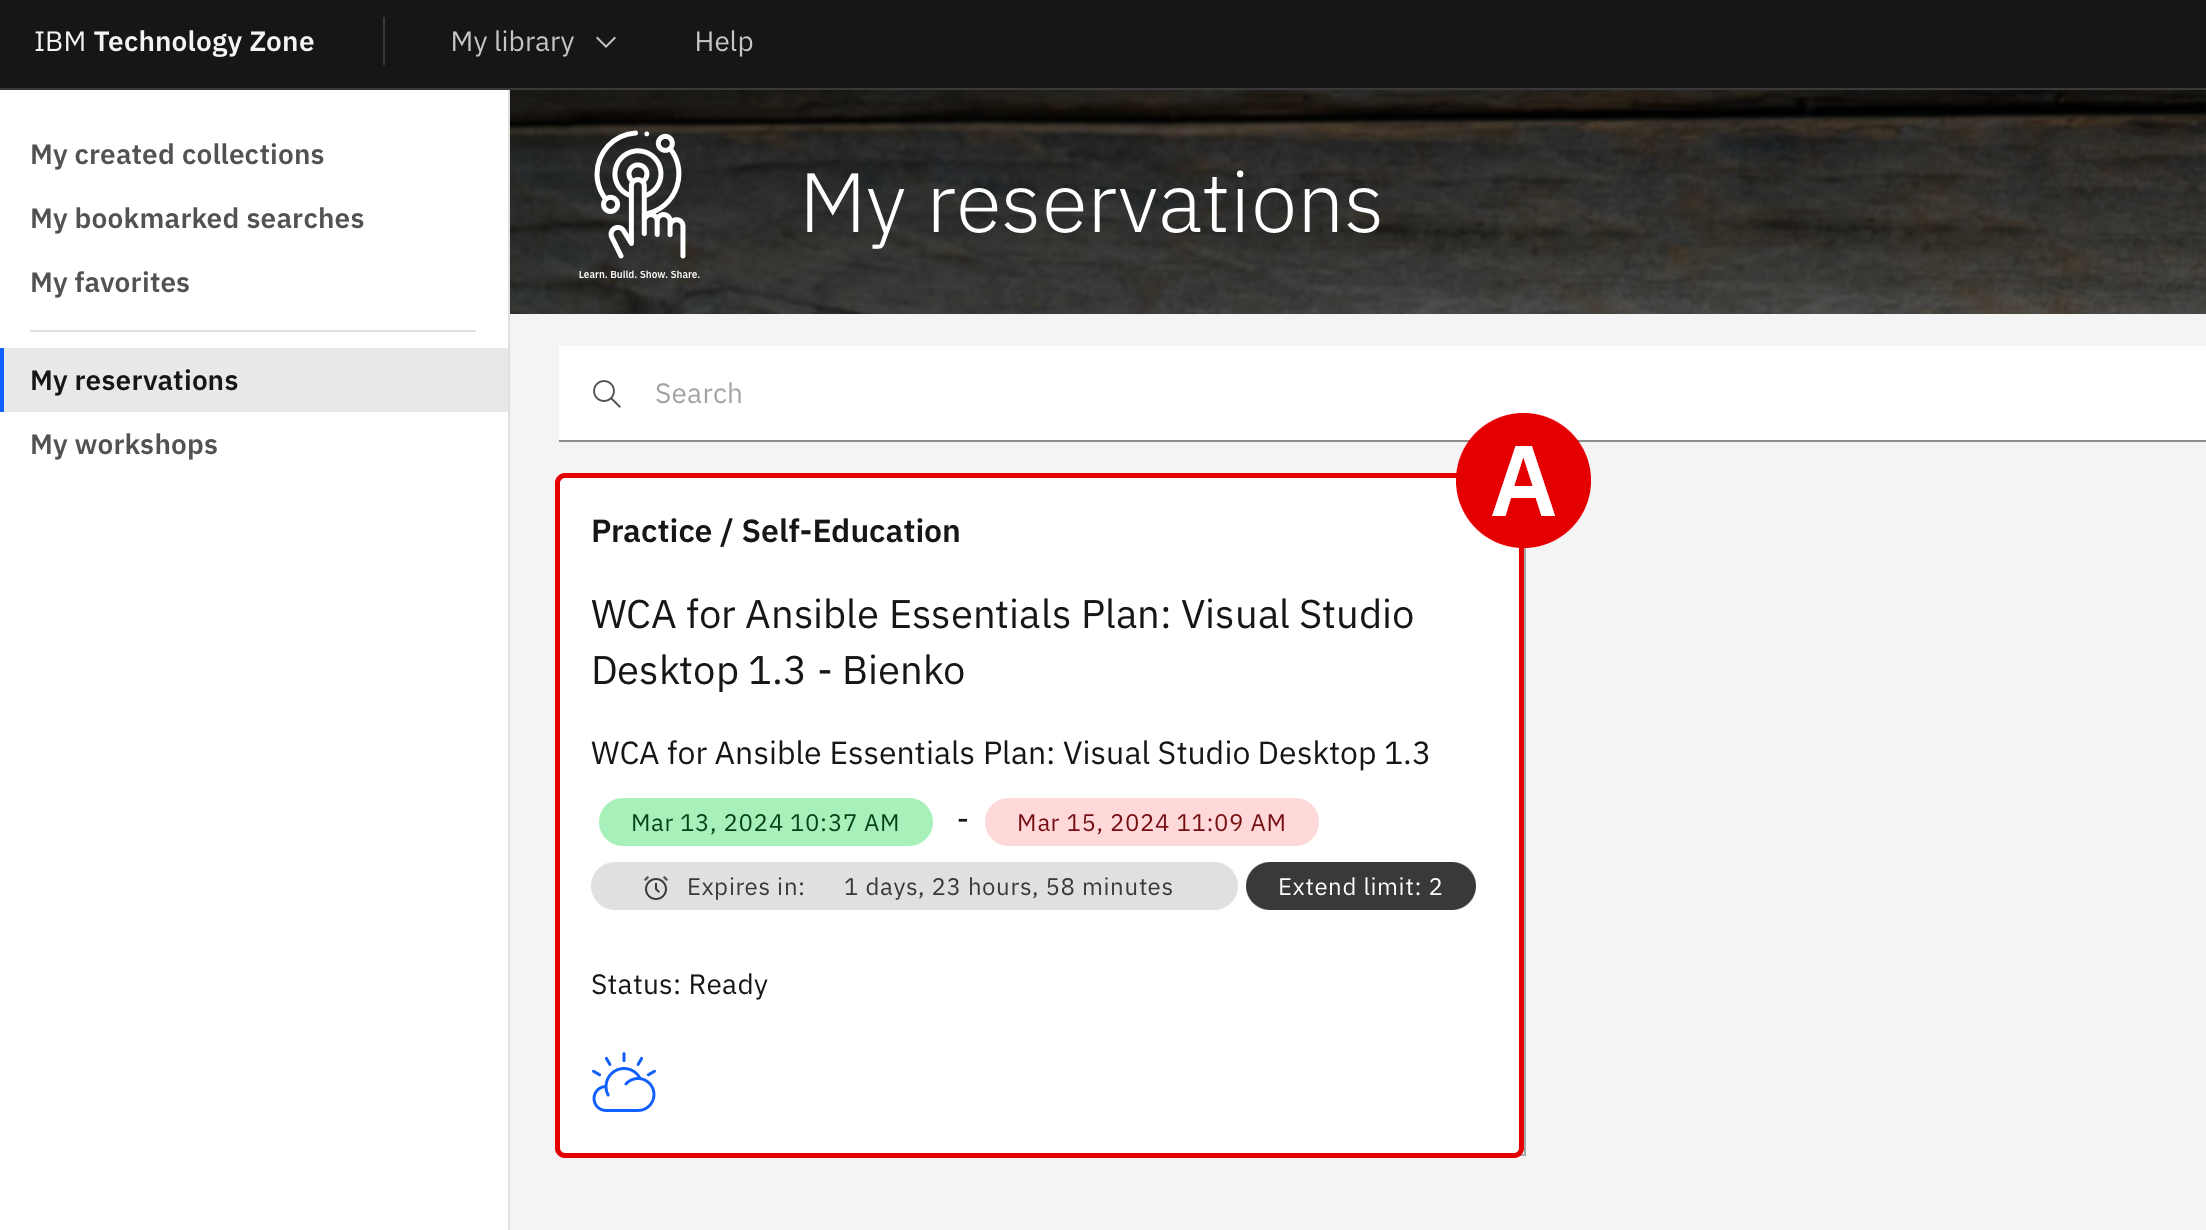 IBM Technology Zone
My library
Help
My created collections
My bookmarked searches
My favorites
My reservations
My workshops
Learn. Build. Show. Share.
My reservations
Search
A
Practice / Self-Education
WCA for Ansible Essentials Plan: Visual Studio
Desktop 1.3 - Bienko
WCA for Ansible Essentials Plan: Visual Studio Desktop 1.3
Mar 13, 2024 10:37 AM - Mar 15, 2024 11:09 AM
Expires in: 1 days, 23 hours, 58 minutes Extend limit: 2
Status: Ready